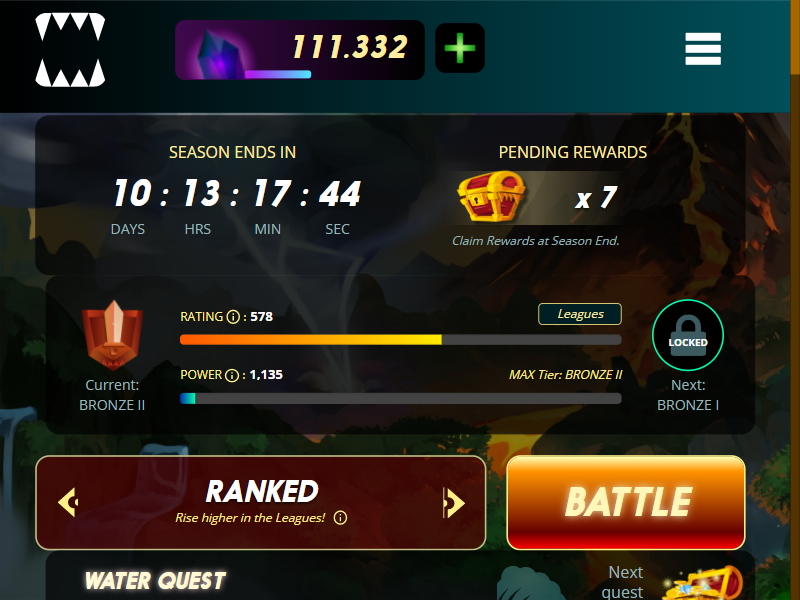 111.332
SEASON ENDS IN
10 : 13 : 17 : 44
DAYS HRS MIN SEC
PENDING REWARDS
x 7
Claim Rewards at Season End.
Current:
BRONZE II
RATING i : 578
Leagues
POWER i : 1,135
MAX Tier: BRONZE II
LOCKED
Next:
BRONZE I
RANKED
Rise higher in the Leagues! i
BATTLE
WATER QUEST
Next
quest